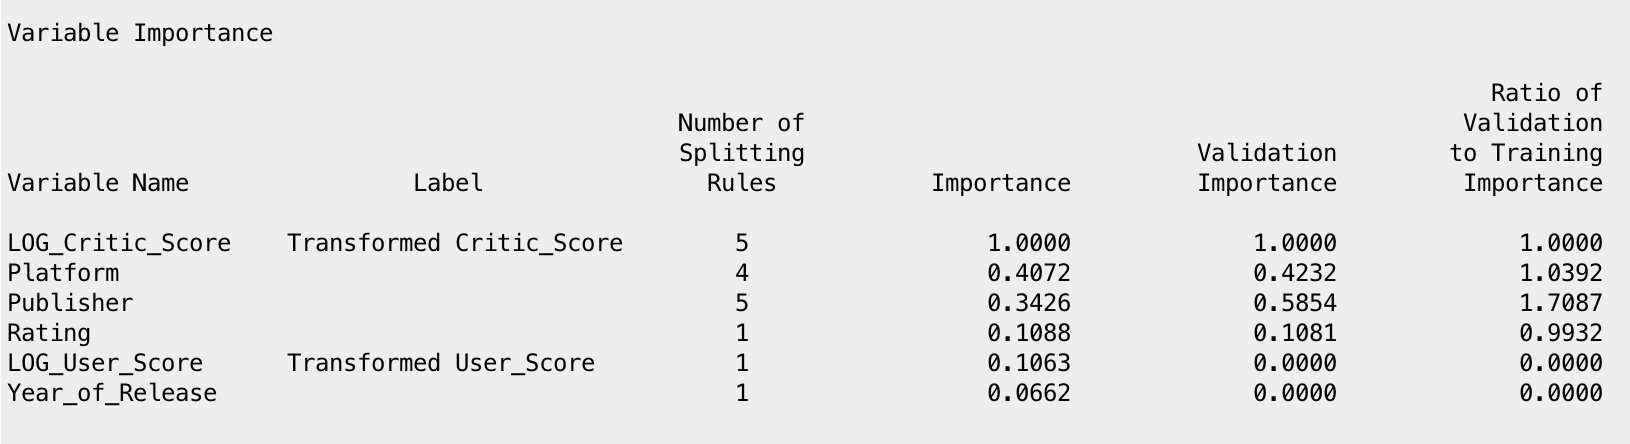 Variable Importance
Ratio of
Number of Validation
Splitting Validation to Training
Variable Name Label Rules Importance Importance Importance
LOG_Critic_Score Transformed Critic_Score 5 1.0000 1.0000 1.0000
Platform 4 0.4072 0.4232 1.0392
Publisher 5 0.3426 0.5854 1.7087
Rating 1 0.1088 0.1081 0.9932
LOG_User_Score Transformed User_Score 1 0.1063 0.0000 0.0000
Year_of_Release 1 0.0662 0.0000 0.0000